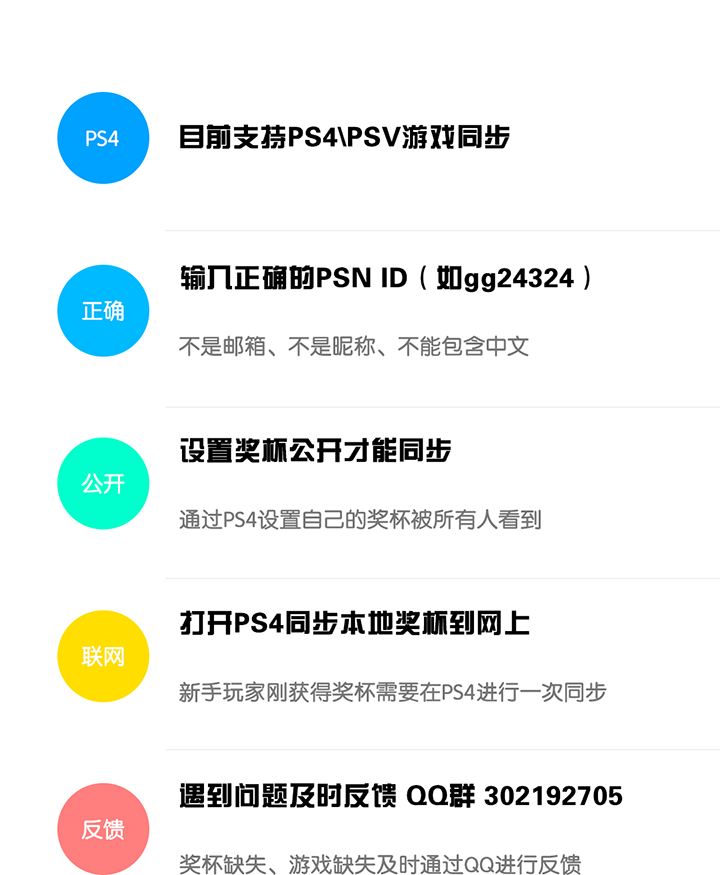 PS4
目前支持PS4\PSV游戏同步
正确
输入正确的PSN ID（如gg24324）
不是邮箱、不是昵称、不能包含中文
公开
设置奖杯公开才能同步
通过PS4设置自己的奖杯被所有人看到
联网
打开PS4同步本地奖杯到网上
新手玩家刚获得奖杯需要在PS4进行一次同步
反馈
遇到问题及时反馈 QQ群 302192705
奖杯缺失、游戏缺失及时通过QQ进行反馈